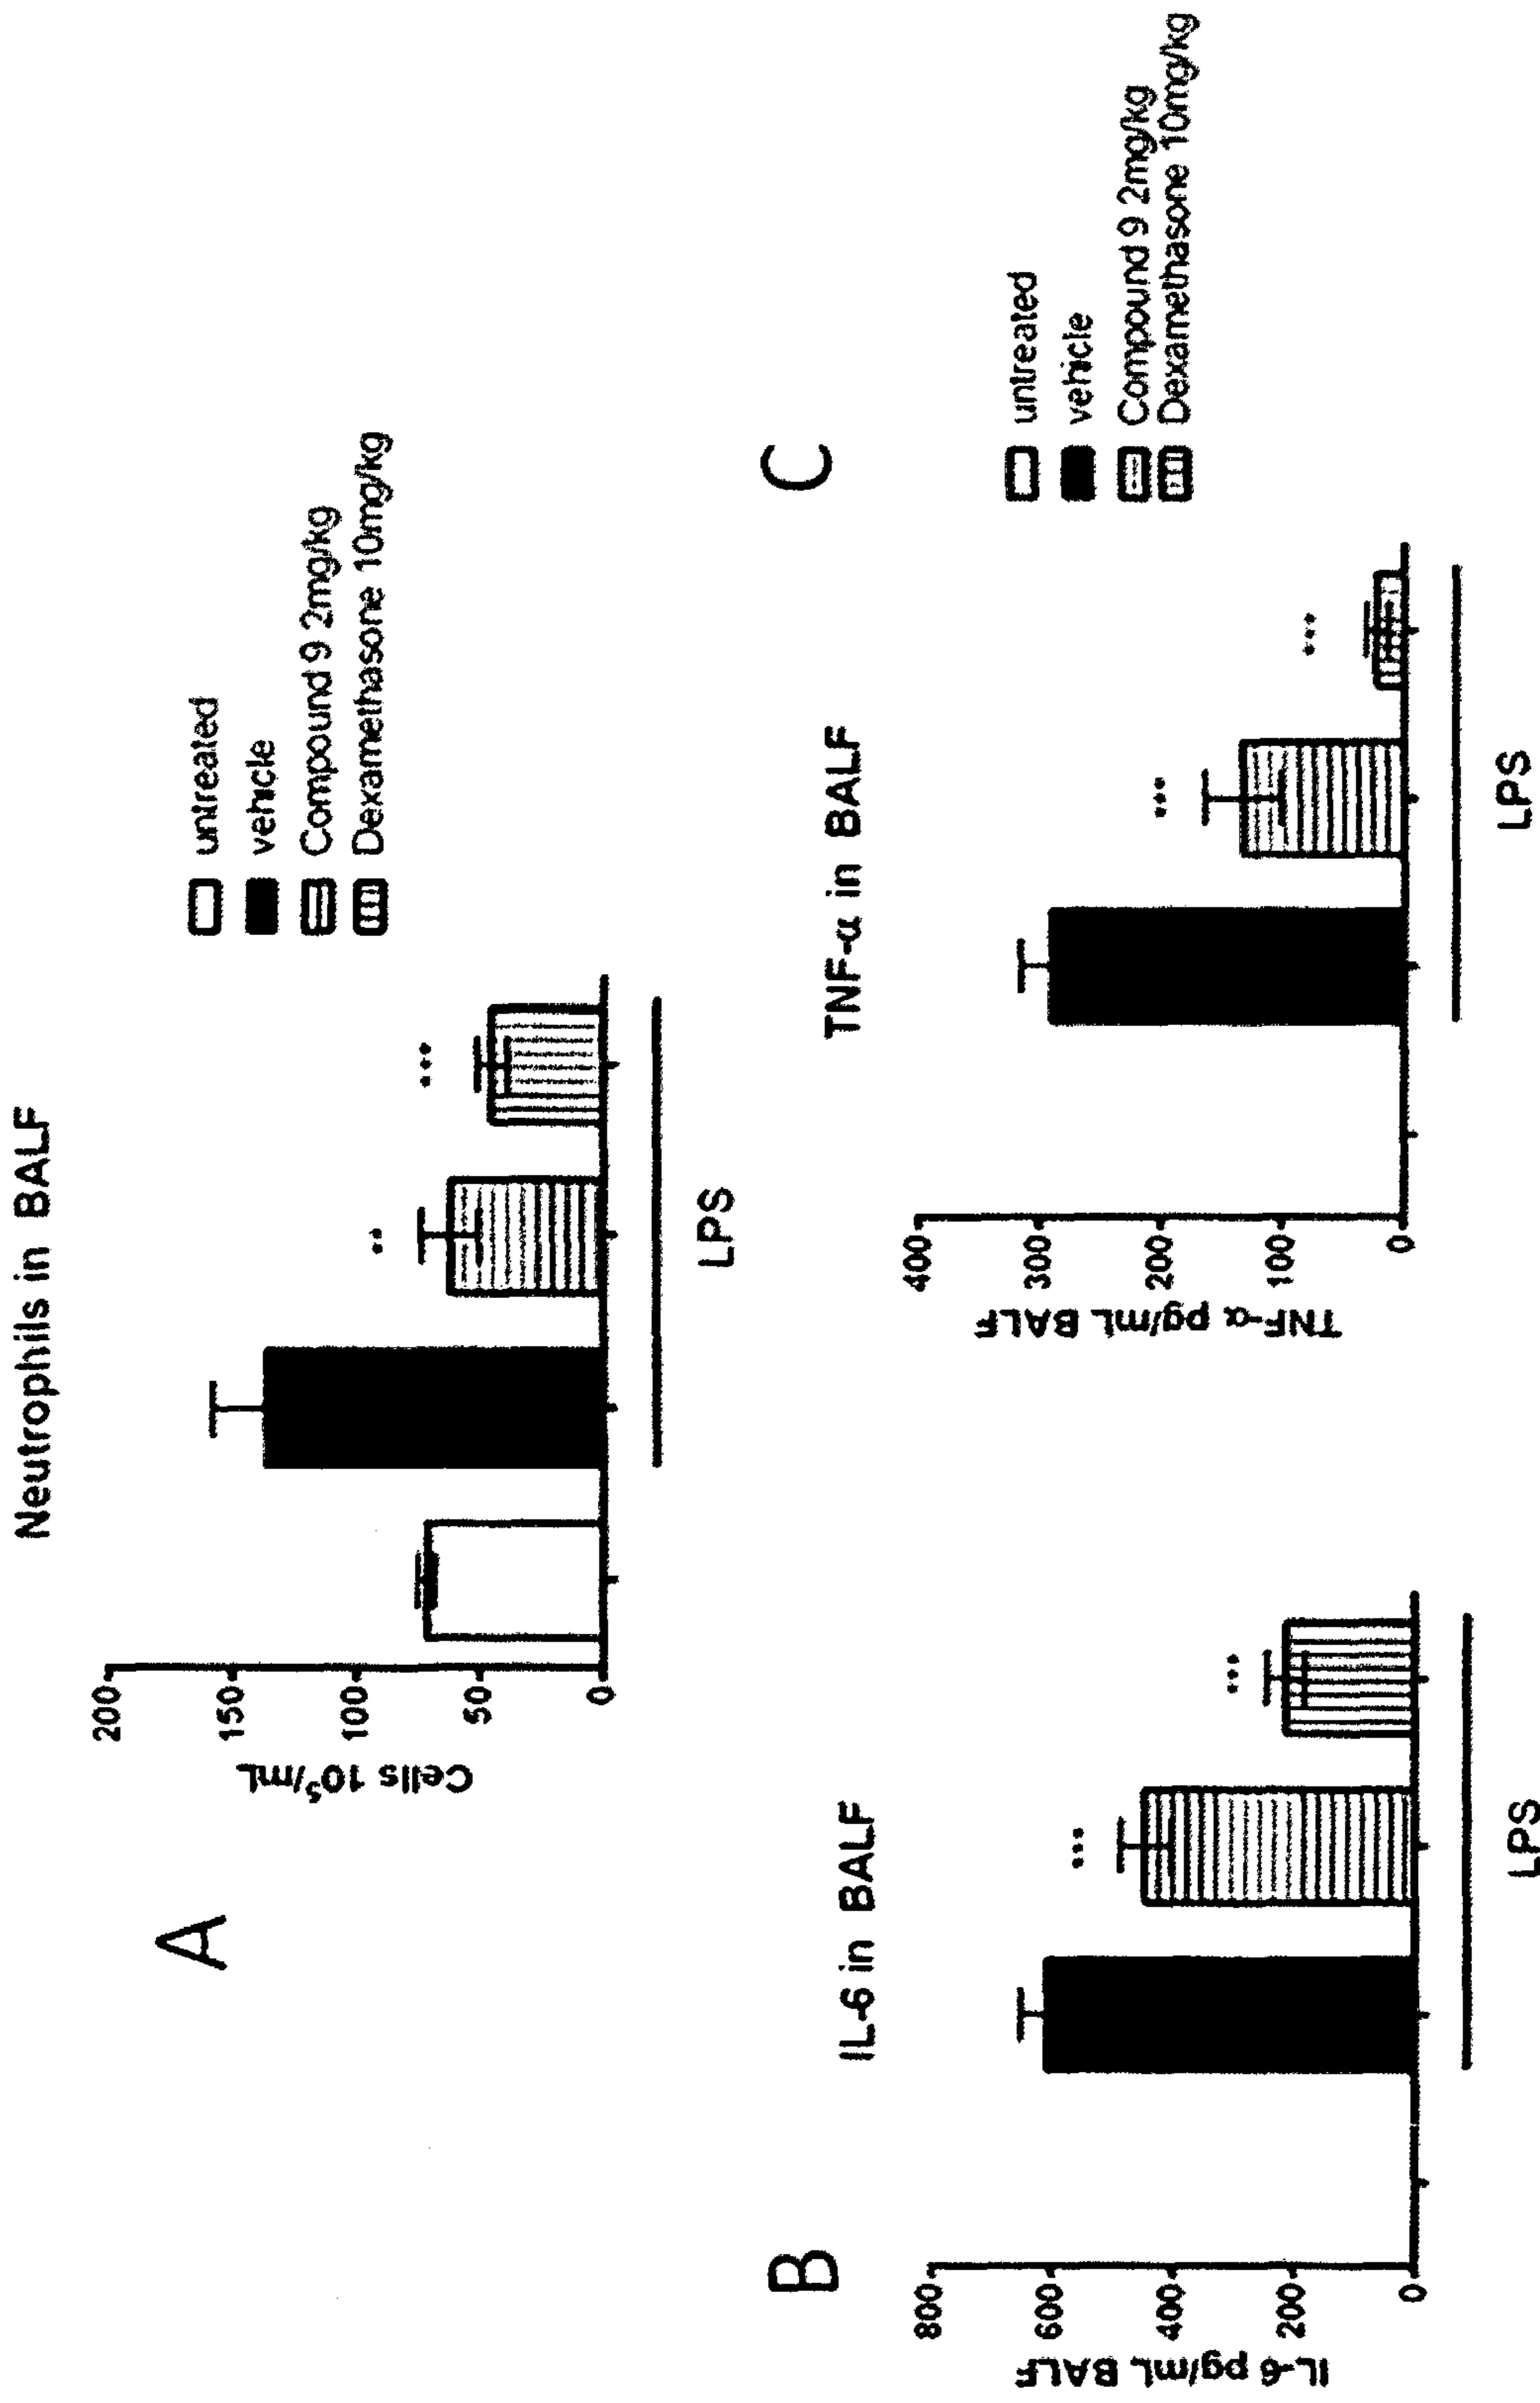 A
Neutrophils in BALF
Cells 10⁵/mL
200
150
100
50
0
**
***
LPS
untreated
vehicle
Compound 9 2mg/kg
Dexamethasone 10mg/kg
B
IL-6 in BALF
IL-6 pg/mL BALF
800
600
400
200
0
***
***
LPS
C
TNF-α in BALF
TNF-α pg/mL BALF
400
300
200
100
0
***
***
LPS
untreated
vehicle
Compound 9 2mg/kg
Dexamethasone 10mg/kg